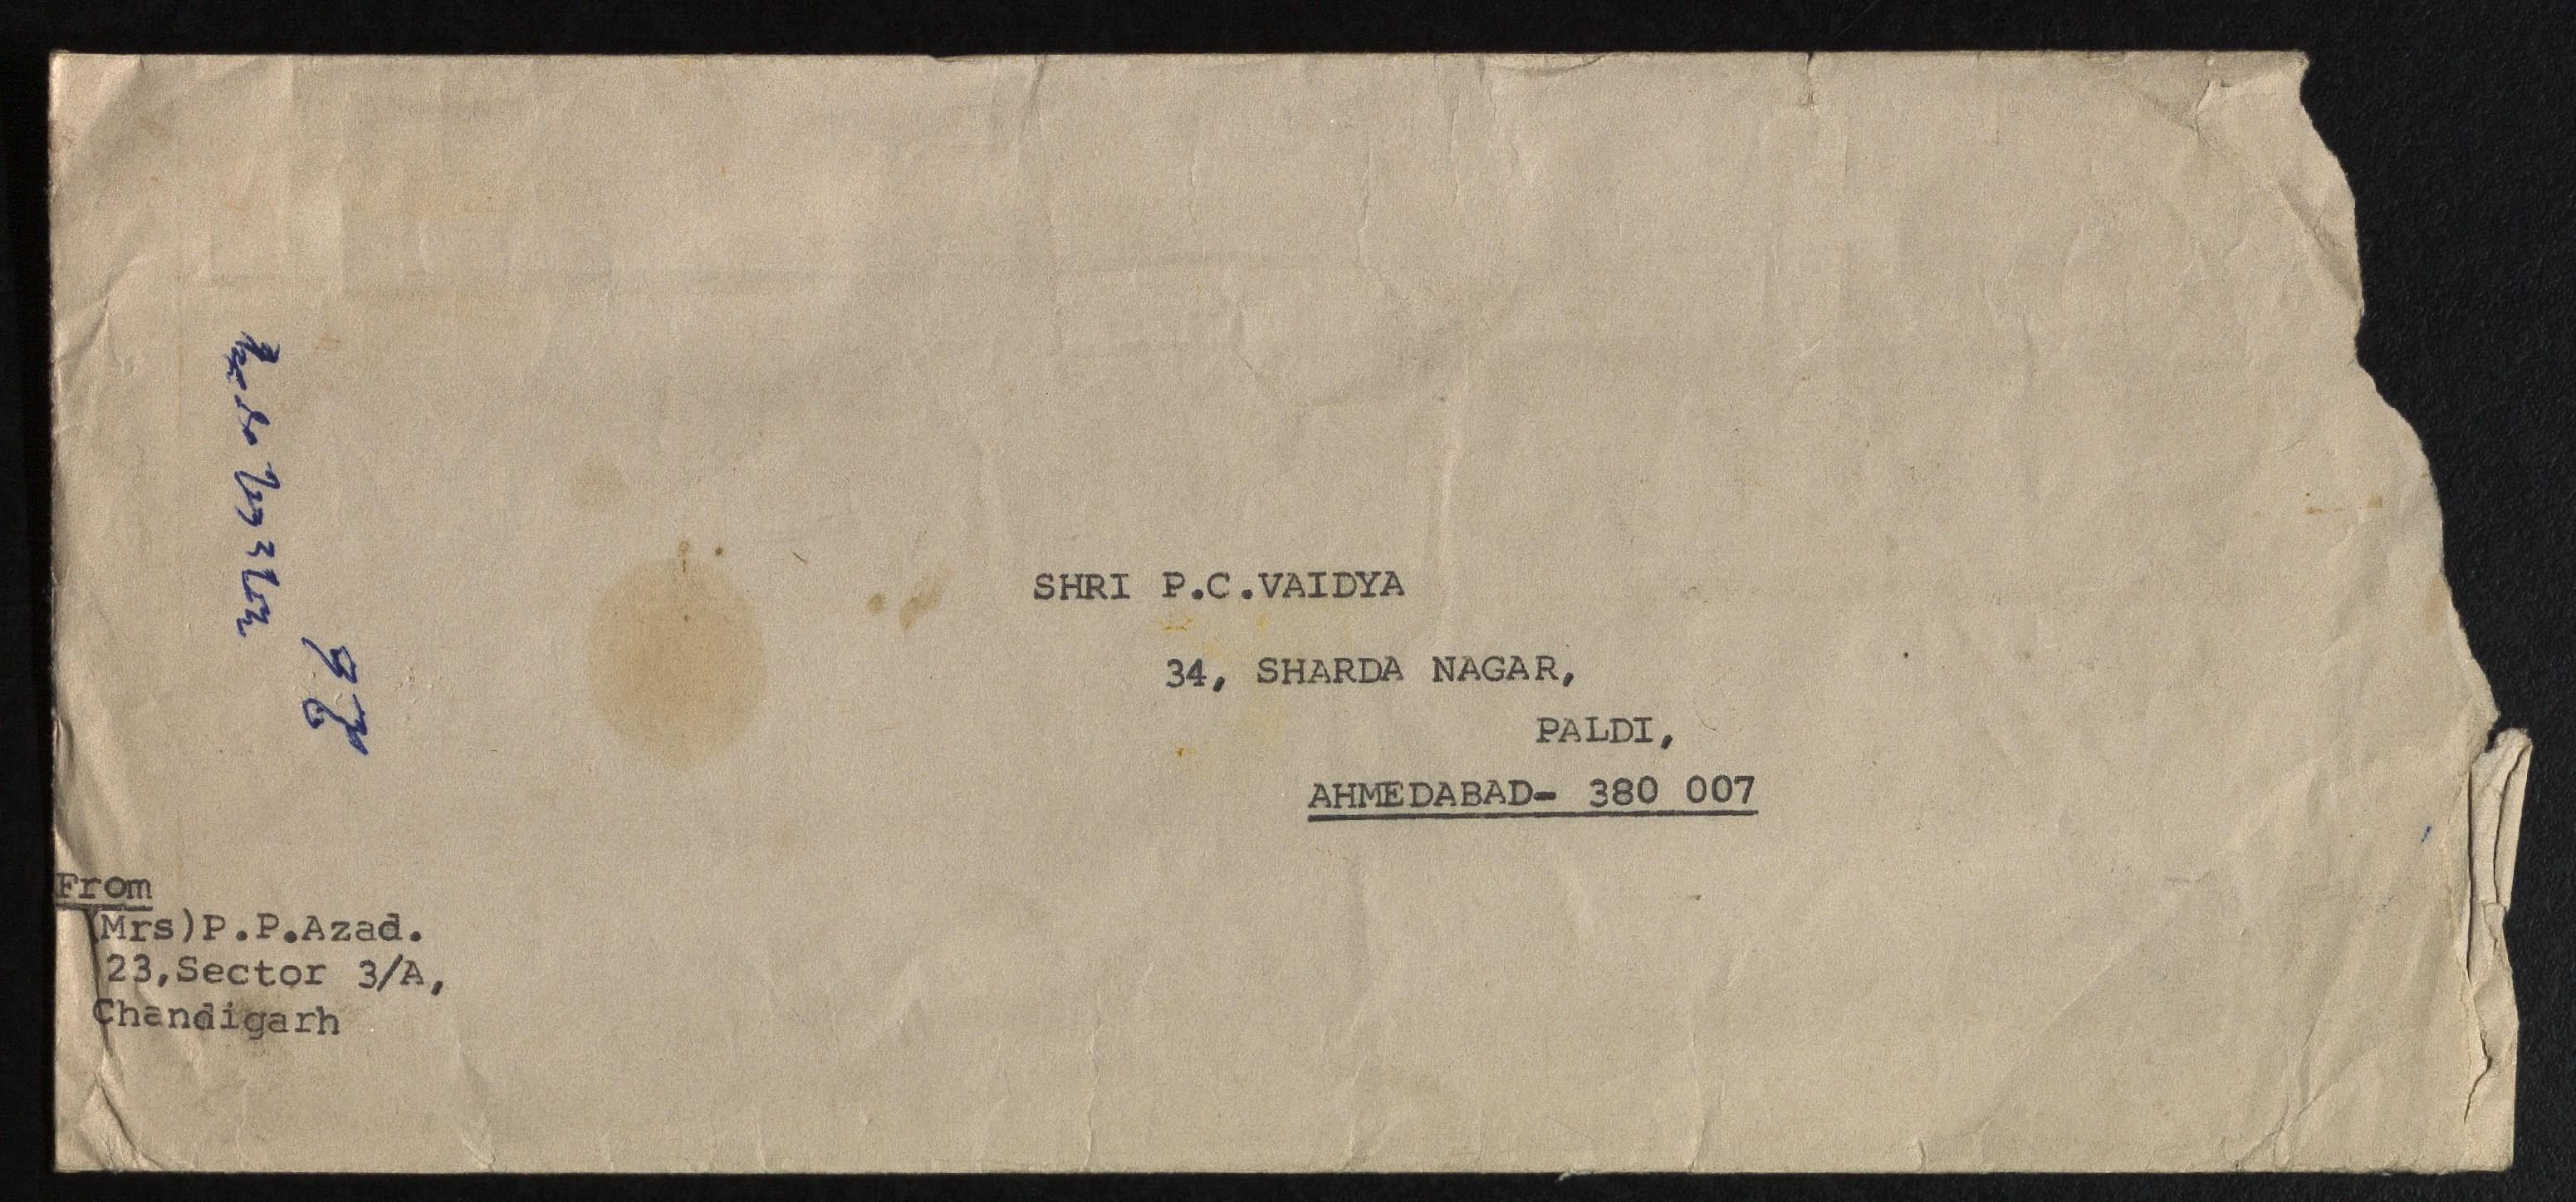 SHRI P.C.VAIDYA
34, SHARDA NAGAR,
PALDI,
AHMEDABAD- 380 007
From
(Mrs)P.P.Azad.
23,Sector 3/A,
Chandigarh